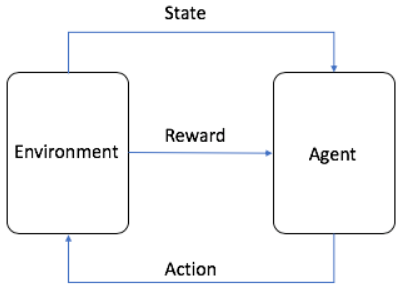 State
Environment
Reward
Agent
Action